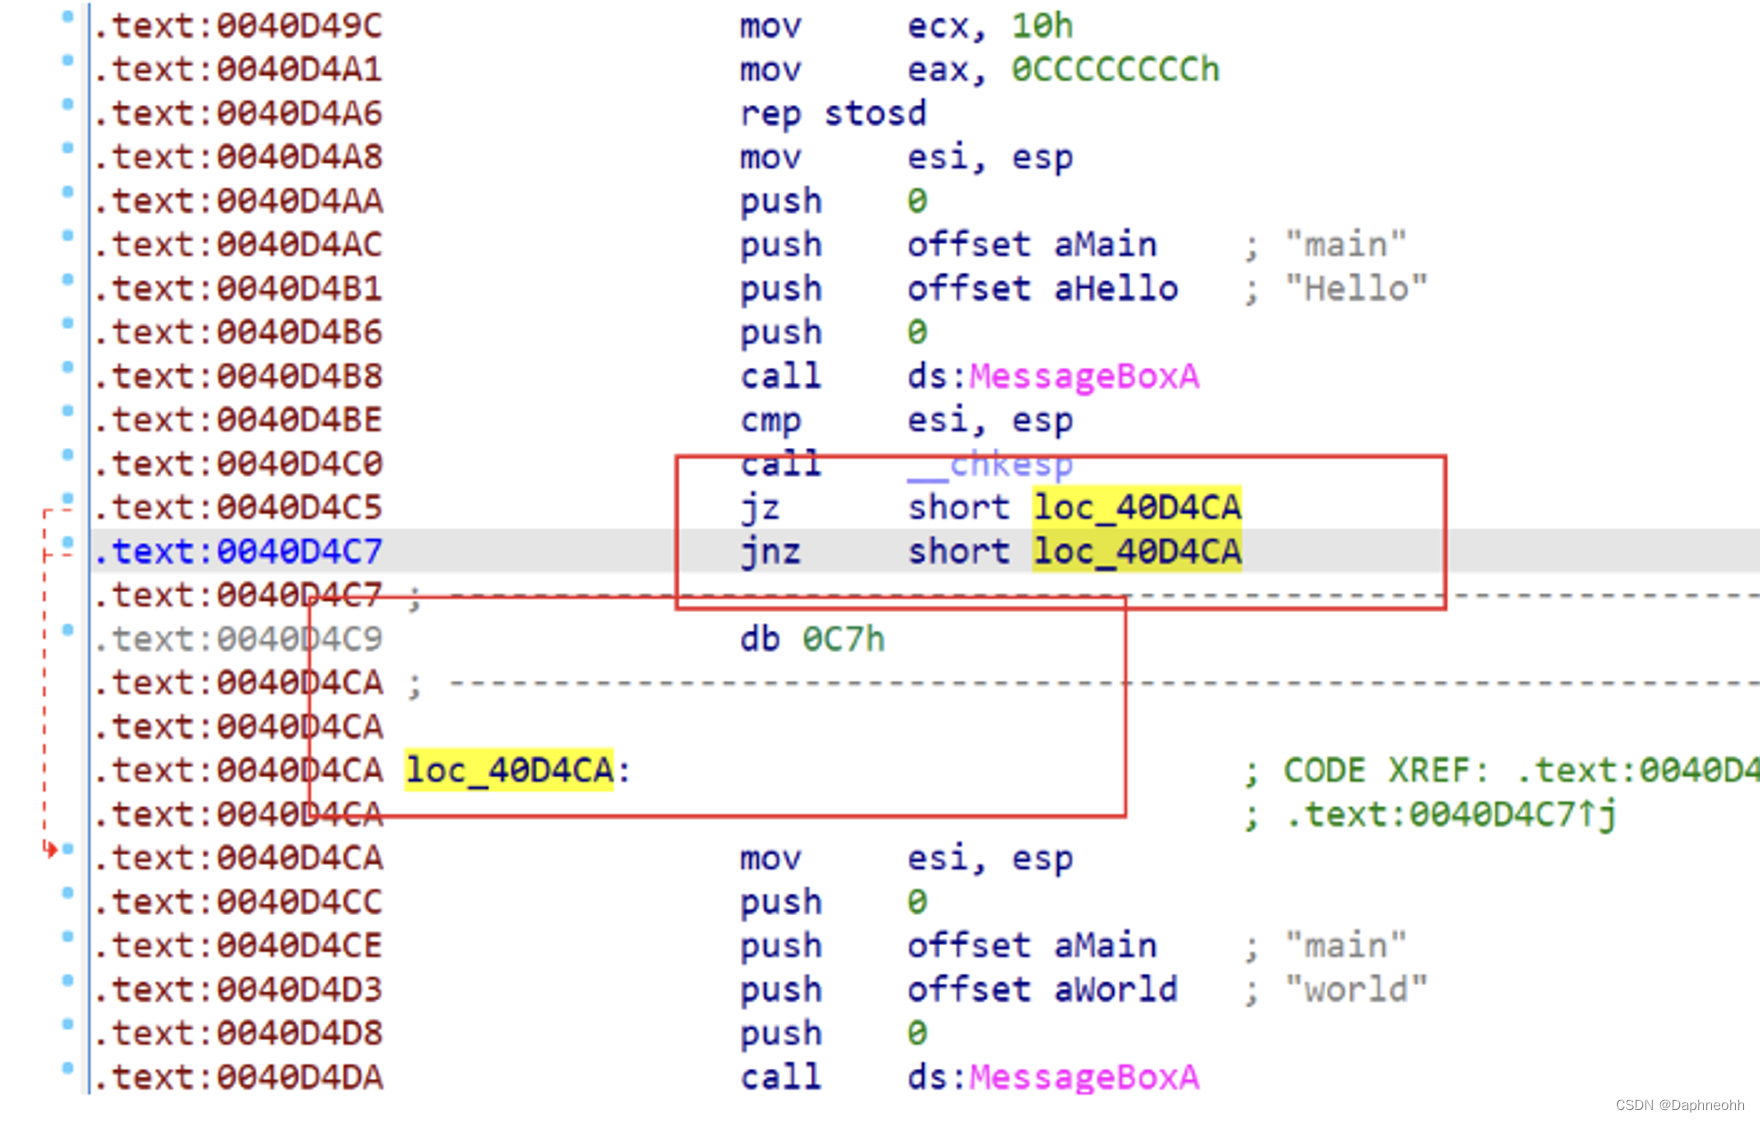 .text:0040D49C mov ecx, 10h
.text:0040D4A1 mov eax, 0CCCCCCCCh
.text:0040D4A6 rep stosd
.text:0040D4A8 mov esi, esp
.text:0040D4AA push 0
.text:0040D4AC push offset aMain ; "main"
.text:0040D4B1 push offset aHello ; "Hello"
.text:0040D4B6 push 0
.text:0040D4B8 call ds:MessageBoxA
.text:0040D4BE cmp esi, esp
.text:0040D4C0 call __chkesp
.text:0040D4C5 jz short loc_40D4CA
.text:0040D4C7 jnz short loc_40D4CA
.text:0040D4C7 ; ---------------------------------------------------------------
.text:0040D4C9 db 0C7h
.text:0040D4CA ; ---------------------------------------------------------------
.text:0040D4CA
.text:0040D4CA loc_40D4CA: ; CODE XREF: .text:0040D4
.text:0040D4CA ; .text:0040D4C7↑j
.text:0040D4CA mov esi, esp
.text:0040D4CC push 0
.text:0040D4CE push offset aMain ; "main"
.text:0040D4D3 push offset aWorld ; "world"
.text:0040D4D8 push 0
.text:0040D4DA call ds:MessageBoxA
CSDN @Daphneohh